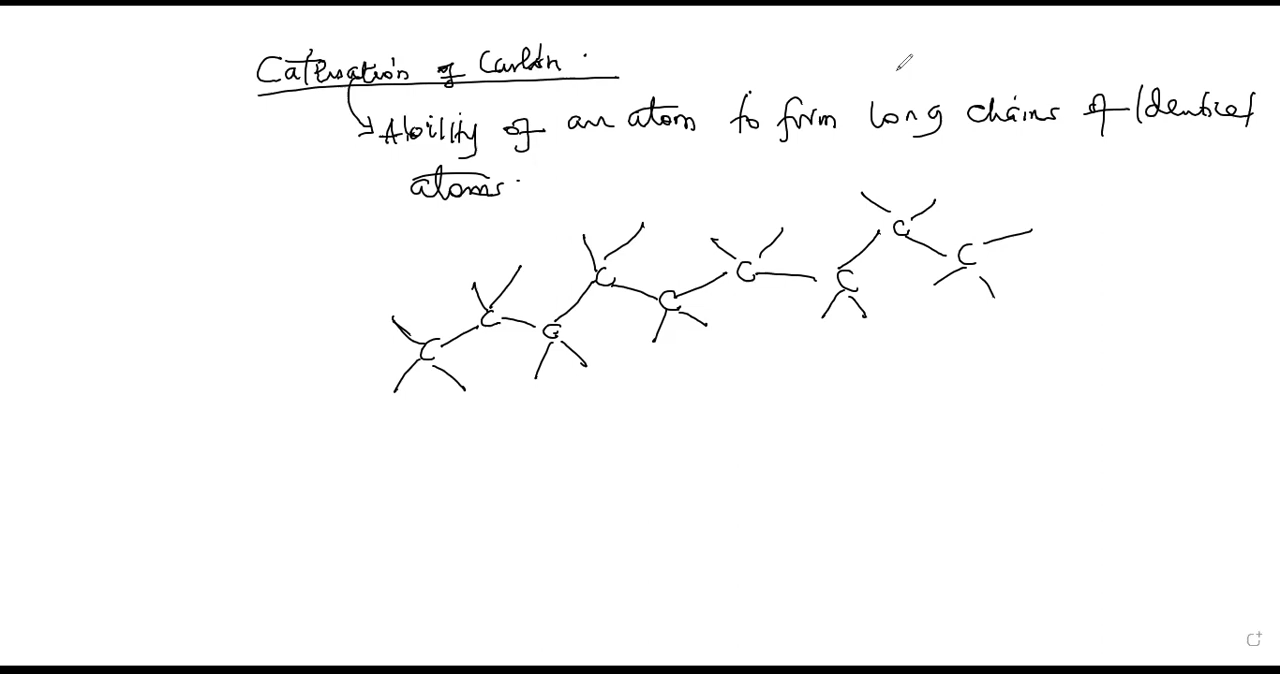 Catenation of Carbon.
Ability of an atom to form long chains of Identical
atoms.
C C C C C C C C C